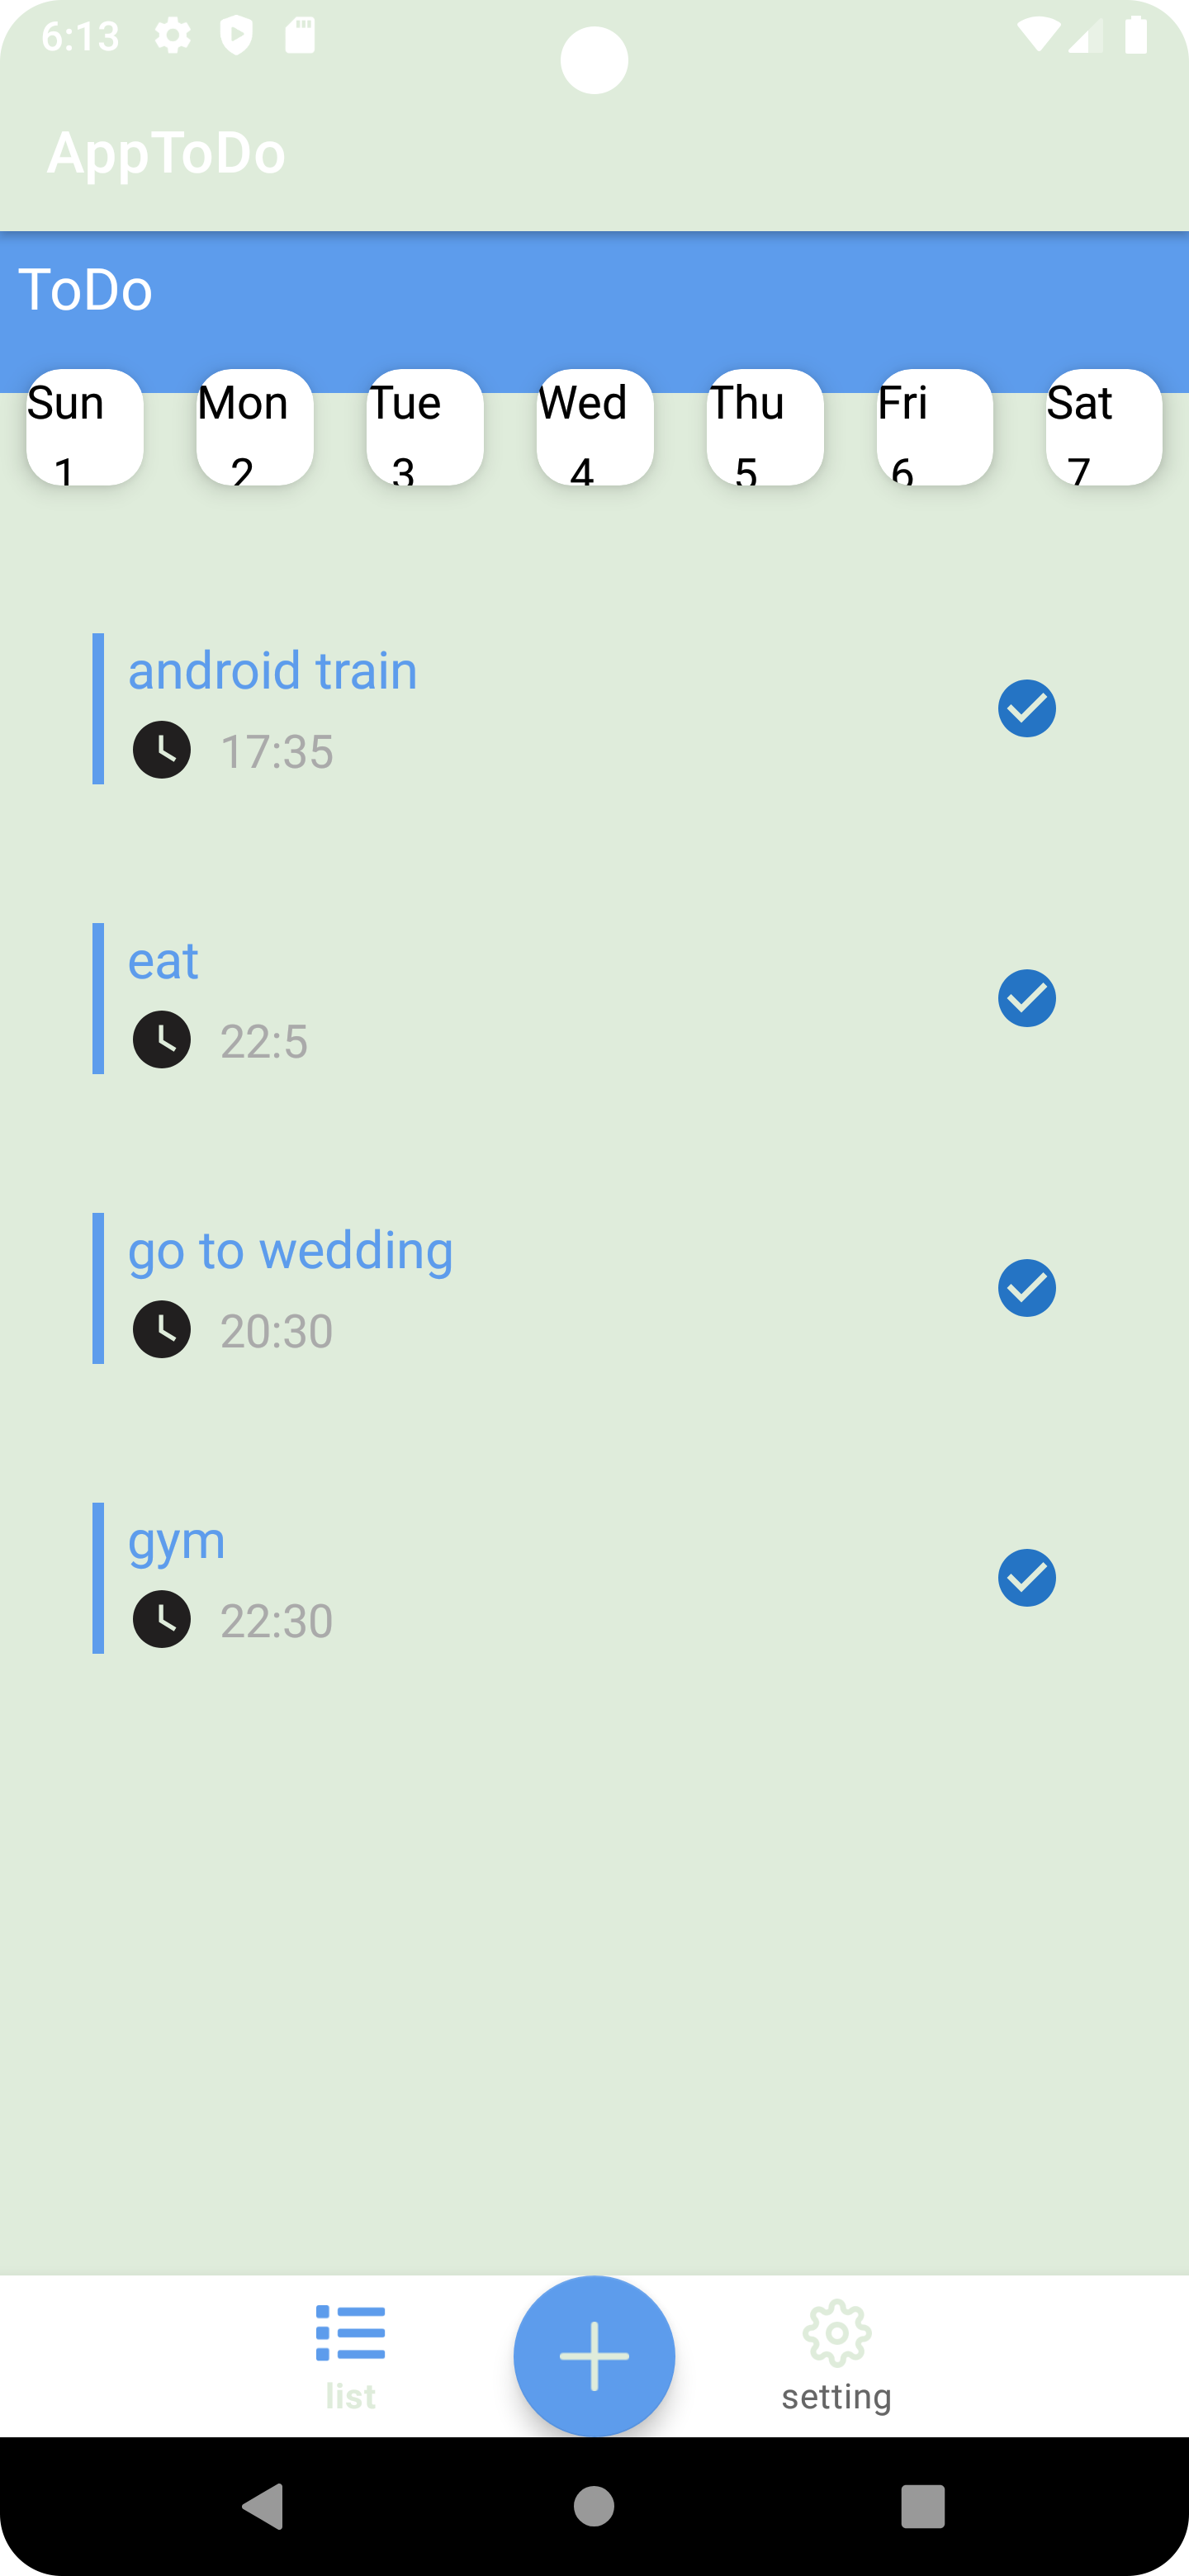 6:13
AppToDo
ToDo
Sun Mon Tue Wed Thu Fri Sat
1 2 3 4 5 6 7
android train
17:35
eat
22:5
go to wedding
20:30
gym
22:30
list setting